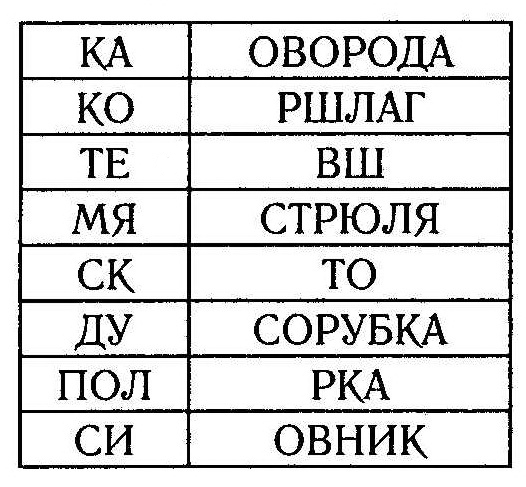 КА ОВОРОДА
КО РШЛАГ
ТЕ ВШ
МЯ СТРЮЛЯ
СК ТО
ДУ СОРУБКА
ПОЛ РКА
СИ ОВНИК